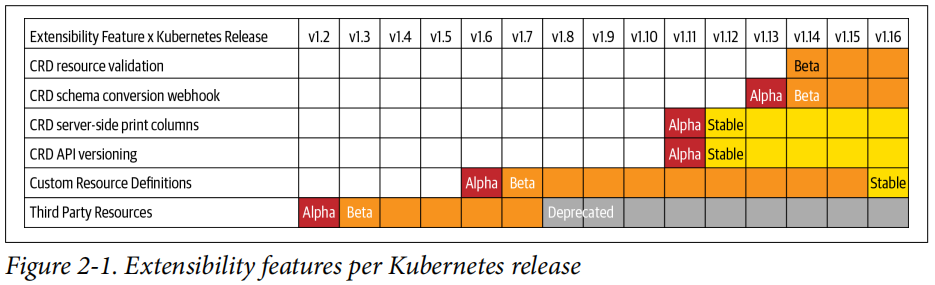 Extensibility Feature x Kubernetes Release v1.2 v1.3 v1.4 v1.5 v1.6 v1.7 v1.8 v1.9 v1.10 v1.11 v1.12 v1.13 v1.14 v1.15 v1.16
CRD resource validation Beta
CRD schema conversion webhook Alpha Beta
CRD server-side print columns Alpha Stable
CRD API versioning Alpha Stable
Custom Resource Definitions Alpha Beta Stable
Third Party Resources Alpha Beta Deprecated
Figure 2-1. Extensibility features per Kubernetes release